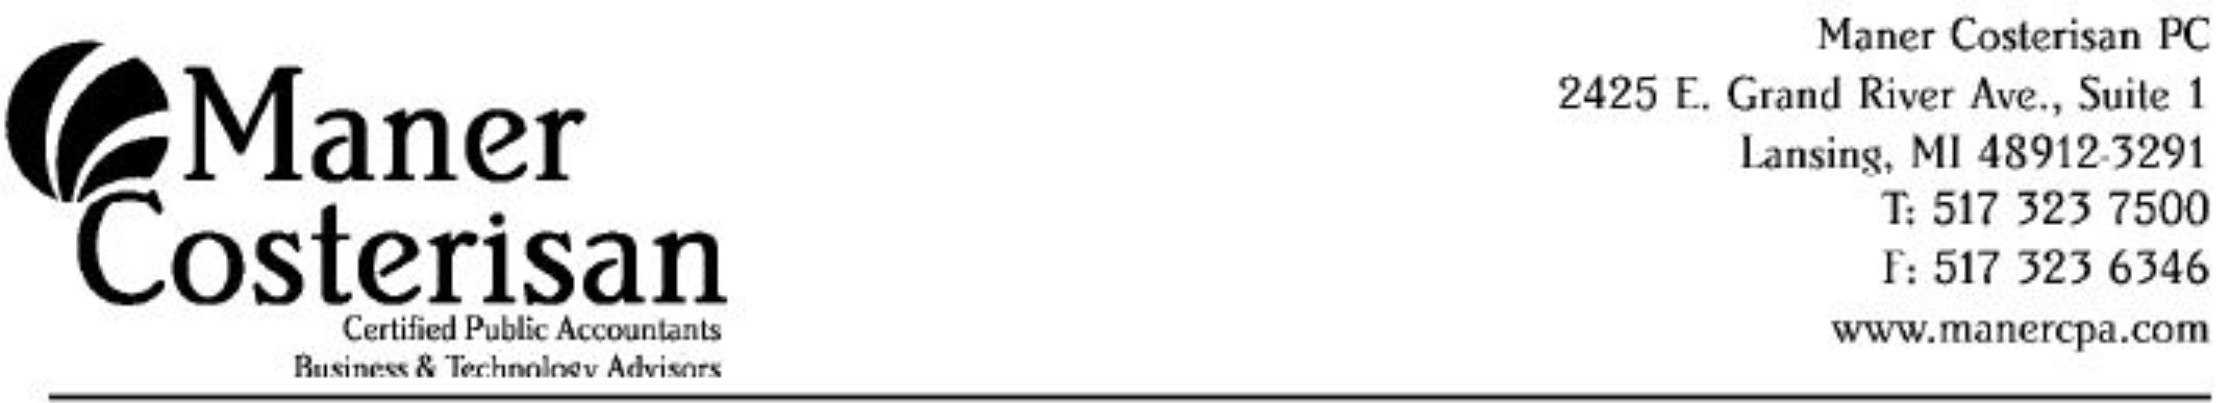 Maner
Costerisan
Certified Public Accountants
Business & Technology Advisors
Maner Costerisan PC
2425 E. Grand River Ave., Suite 1
Lansing, MI 48912-3291
T: 517 323 7500
F: 517 323 6346
www.manercpa.com